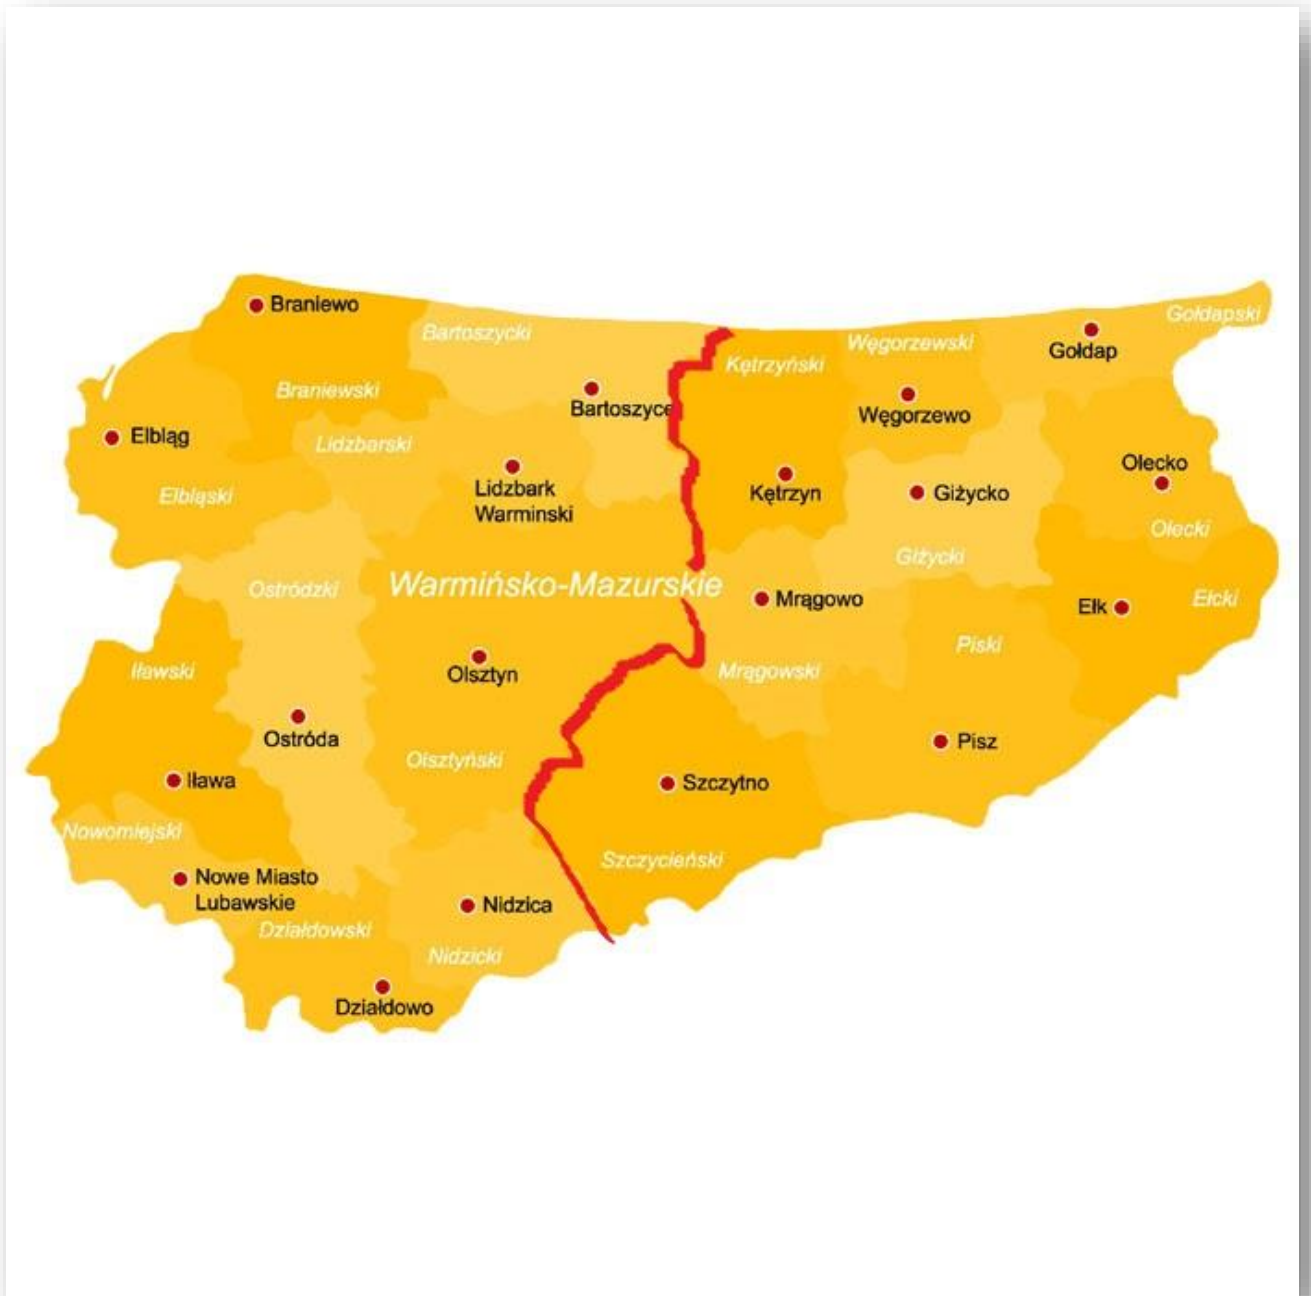 Braniewo
Bartoszycki
Gołdapski
Węgorzewski
Gołdap
Kętrzyński
Braniewski
Bartoszyce
Węgorzewo
Elbląg
Lidzbarski
Olecko
Elbląski
Lidzbark
Warminski
Kętrzyn
Giżycko
Olecki
Giżycki
Ostródzki
Warmińsko-Mazurskie
Mrągowo
Ełk
Ełcki
Iławski
Olsztyn
Mrągowski
Piski
Ostróda
Olsztyński
Pisz
Iława
Szczytno
Nowomiejski
Szczycieński
Nowe Miasto
Lubawskie
Nidzica
Działdowski
Nidzicki
Działdowo